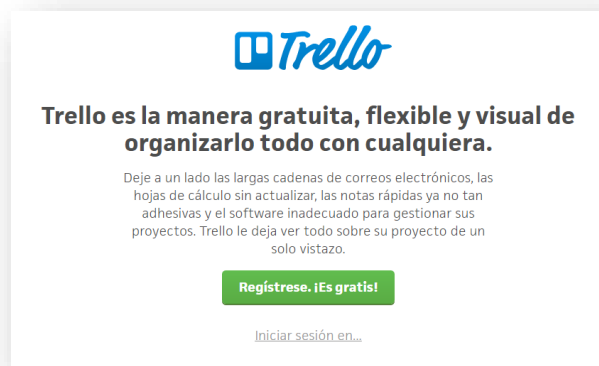 Trello
Trello es la manera gratuita, flexible y visual de
organizarlo todo con cualquiera.
Deje a un lado las largas cadenas de correos electrónicos, las
hojas de cálculo sin actualizar, las notas rápidas ya no tan
adhesivas y el software inadecuado para gestionar sus
proyectos. Trello le deja ver todo sobre su proyecto de un
solo vistazo.
Regístrese. ¡Es gratis!
Iniciar sesión en...